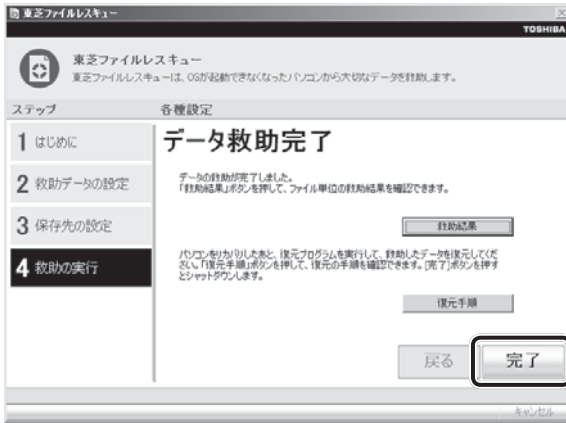 東芝ファイルレスキュー
TOSHIBA
東芝ファイルレスキュー
東芝ファイルレスキューは、OSが起動できなくなったパソコンから大切なデータを救助します。
ステップ
各種設定
1 はじめに
2 救助データの設定
3 保存先の設定
4 救助の実行
データ救助完了
データの救助が完了しました。
「救助結果」ボタンを押して、ファイル単位の救助結果を確認できます。
救助結果
パソコンをリカバリしたあと、復元プログラムを実行して、救助したデータを復元してくだ
さい。「復元手順」ボタンを押して、復元の手順を確認できます。[完了]ボタンを押す
とシャットダウンします。
復元手順
戻る
完了
キャンセル